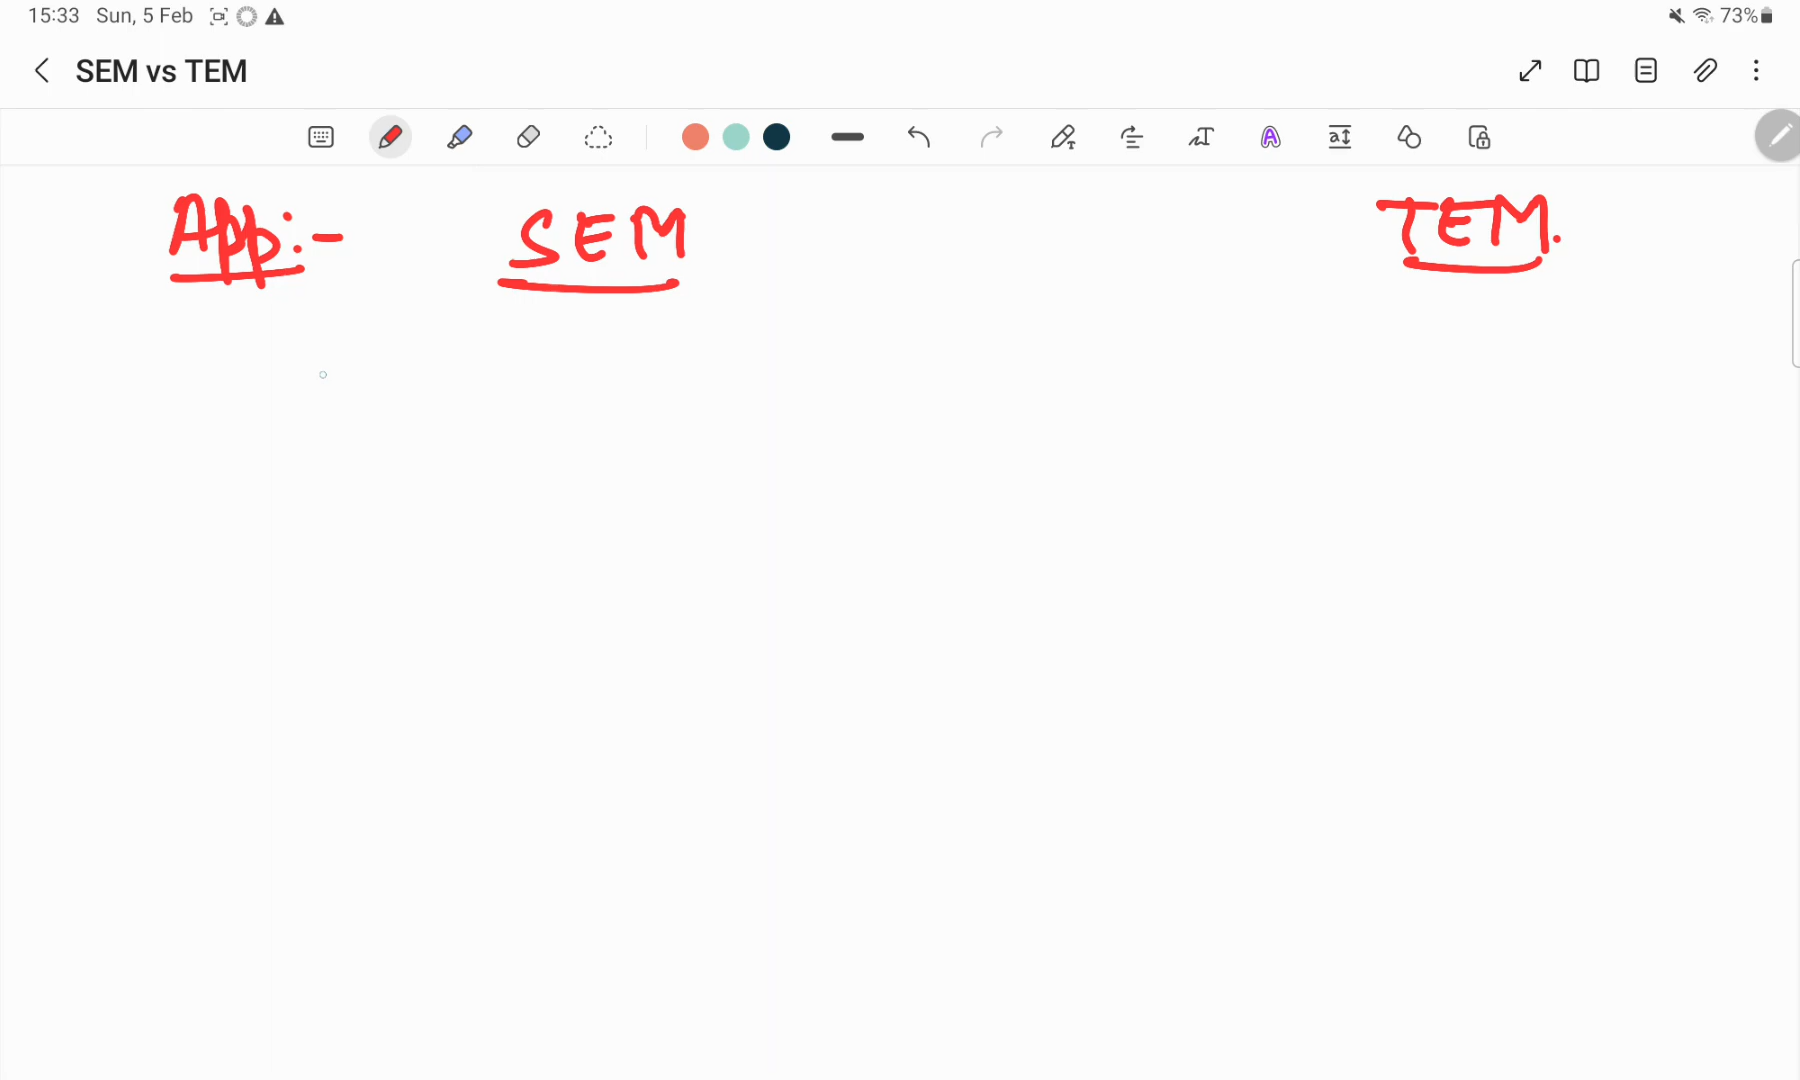 15:33 Sun, 5 Feb 73%
SEM vs TEM
App:- SEM TEM.